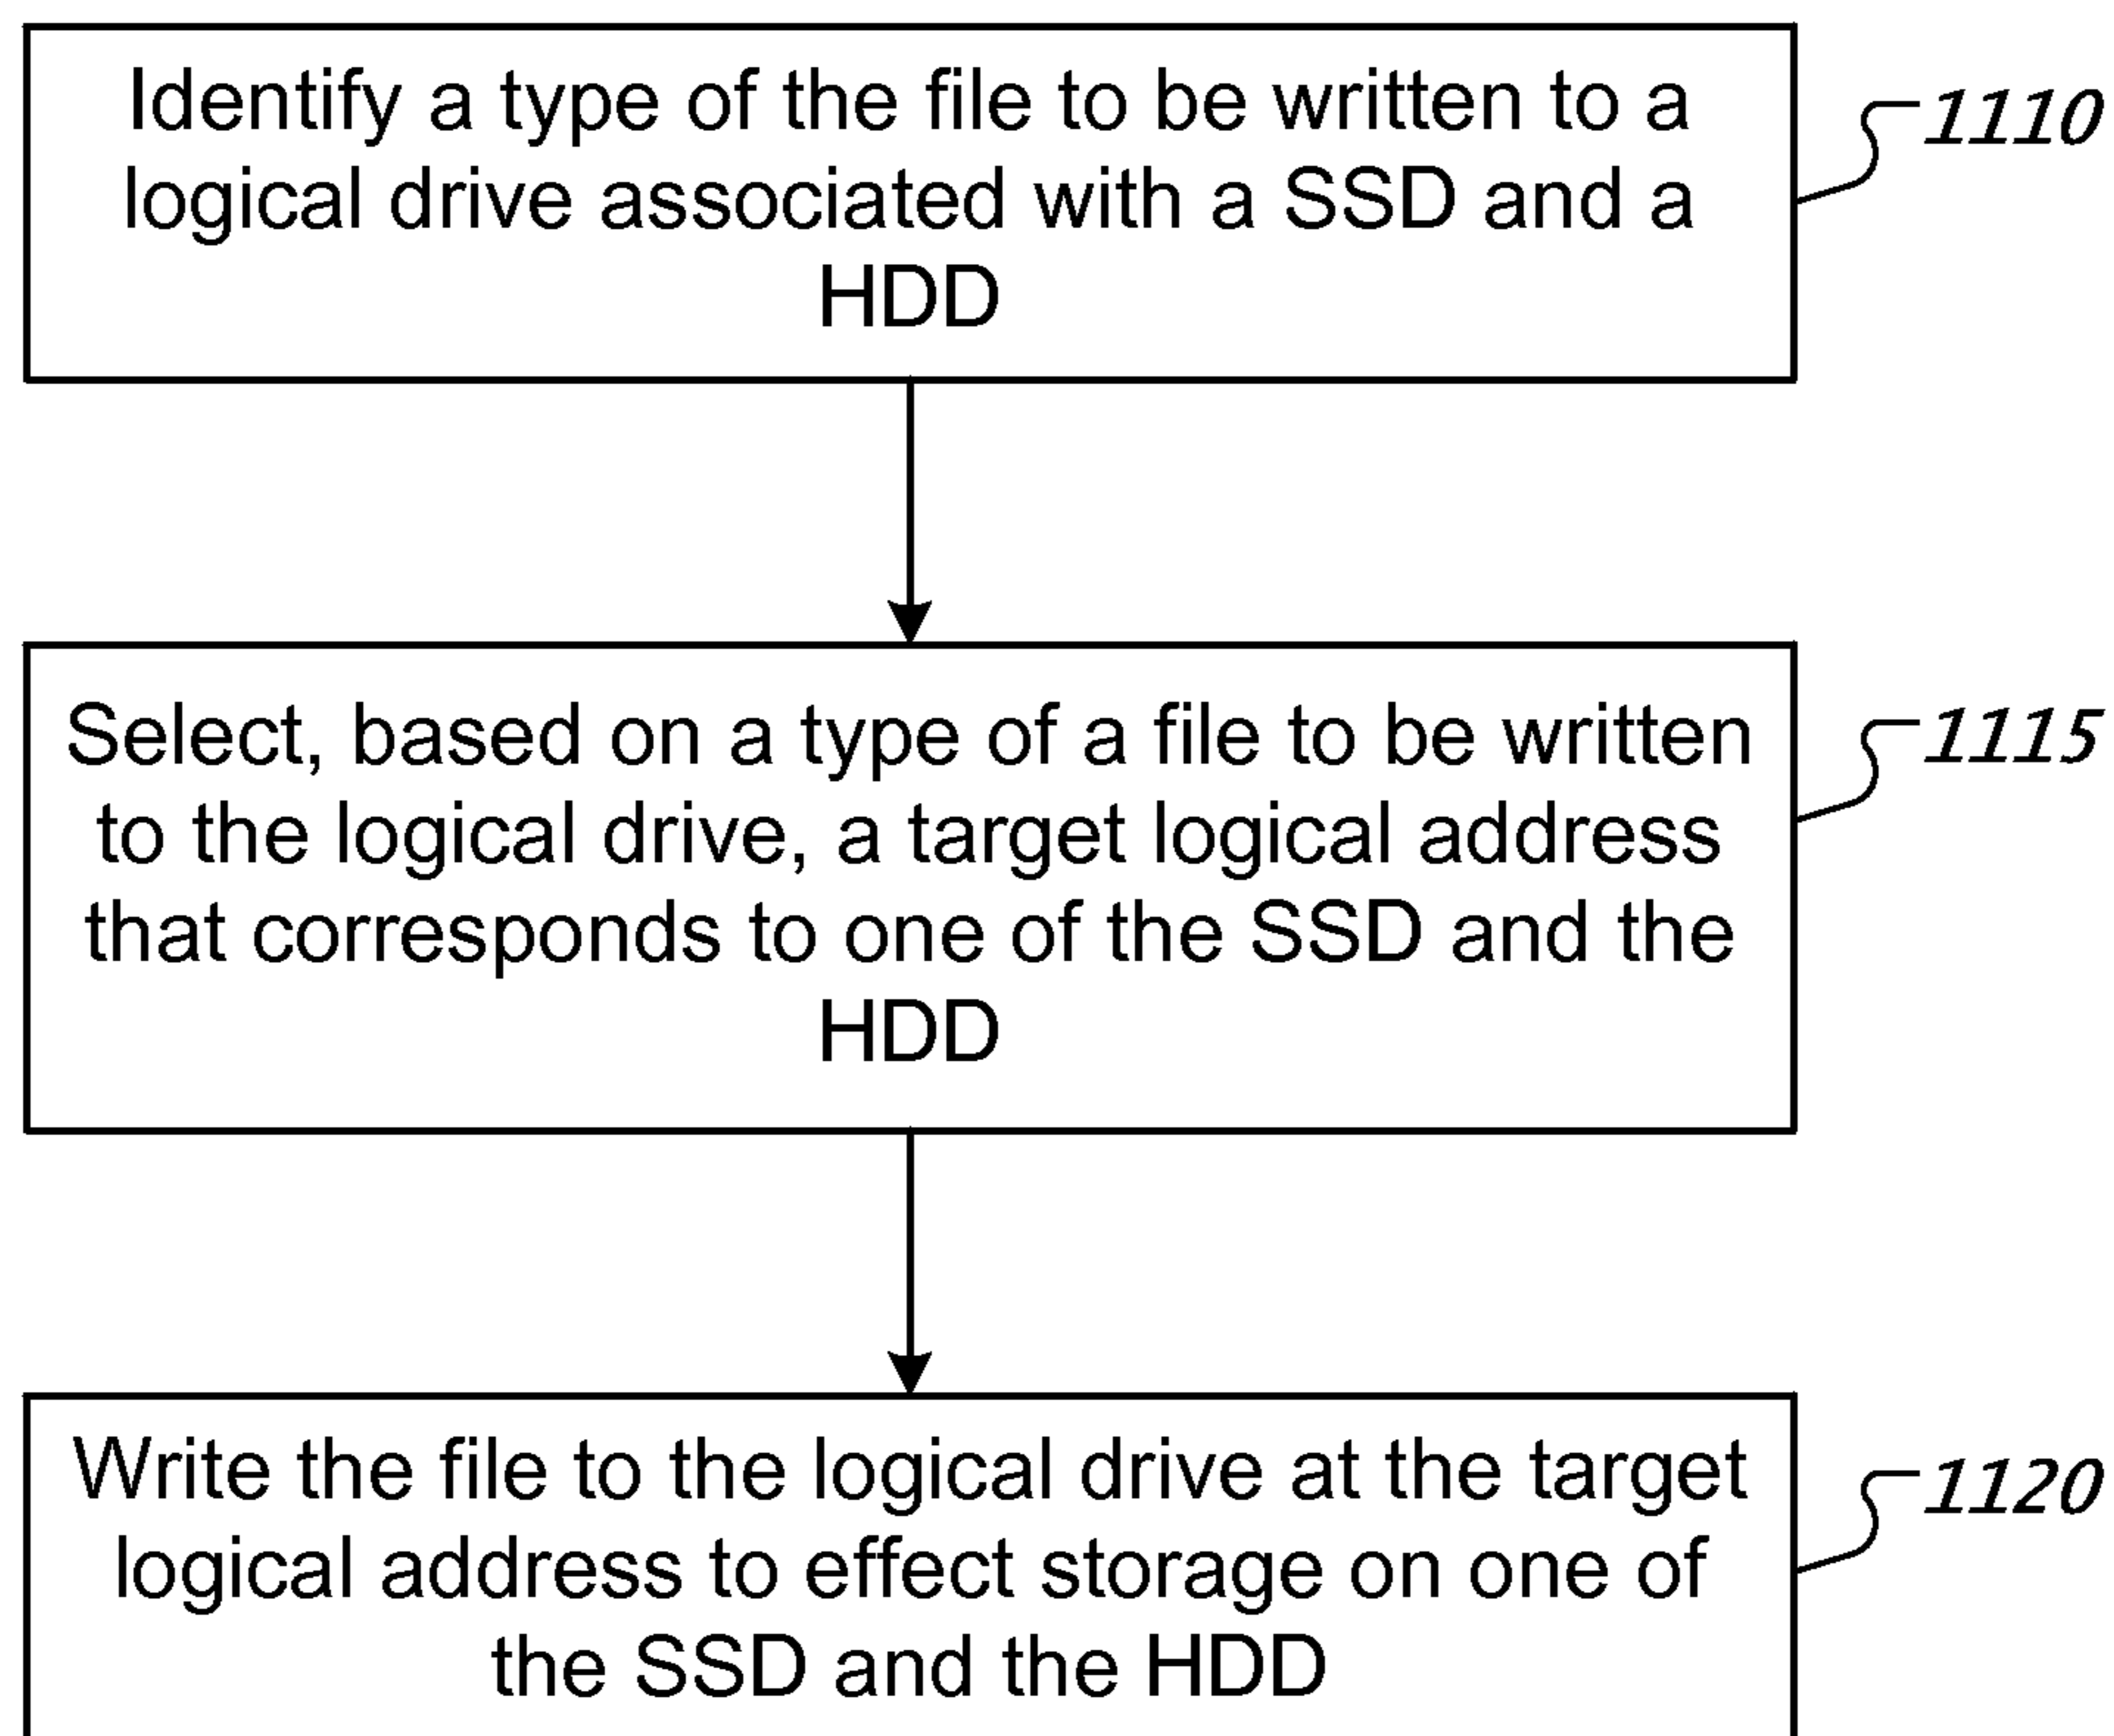 Identify a type of the file to be written to a
logical drive associated with a SSD and a
HDD
1110
Select, based on a type of a file to be written
to the logical drive, a target logical address
that corresponds to one of the SSD and the
HDD
1115
Write the file to the logical drive at the target
logical address to effect storage on one of
the SSD and the HDD
1120